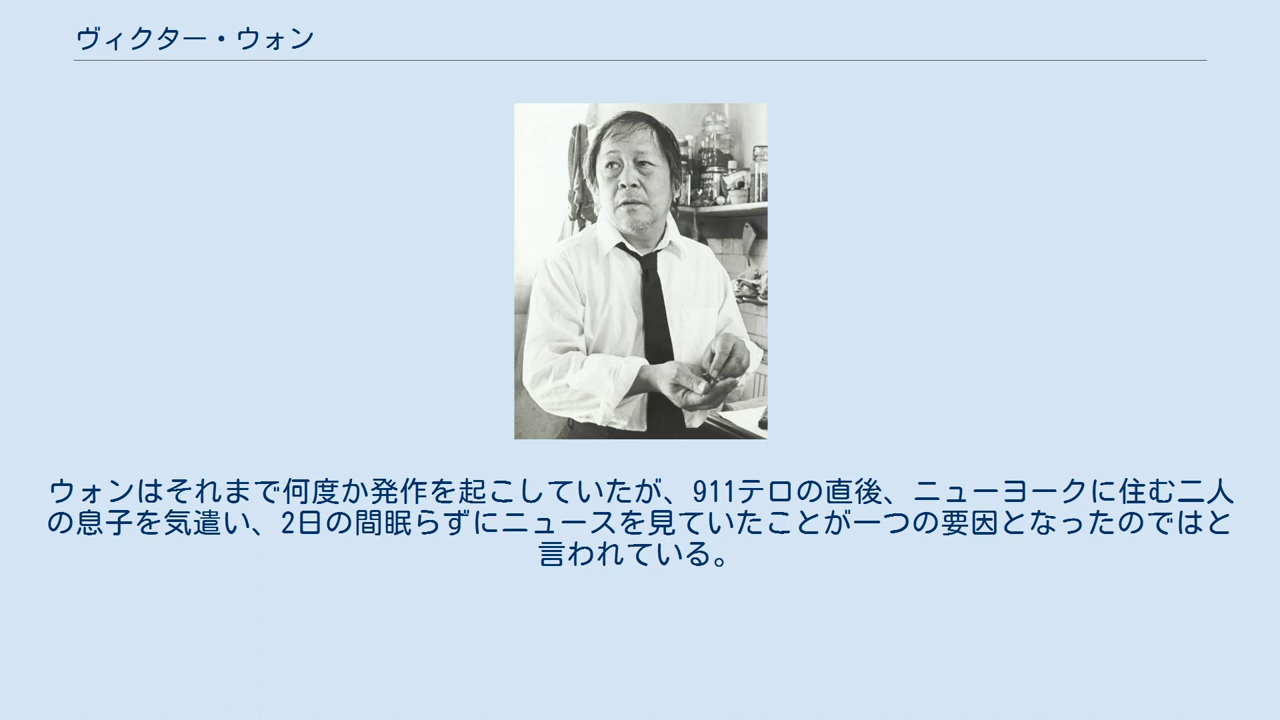 ヴィクター・ウォン
ウォンはそれまで何度か発作を起こしていたが、911テロの直後、ニューヨークに住む二人
の息子を気遣い、2日の間眠らずにニュースを見ていたことが一つの要因となったのではと
言われている。